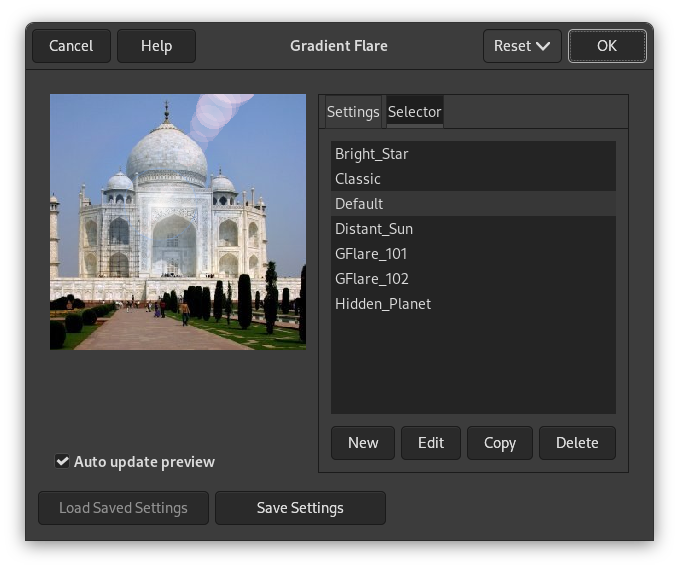 Cancel
Help
Gradient Flare
Reset
OK
Settings
Selector
Bright_Star
Classic
Default
Distant_Sun
GFlare_101
GFlare_102
Hidden_Planet
New
Edit
Copy
Delete
Auto update preview
Load Saved Settings
Save Settings